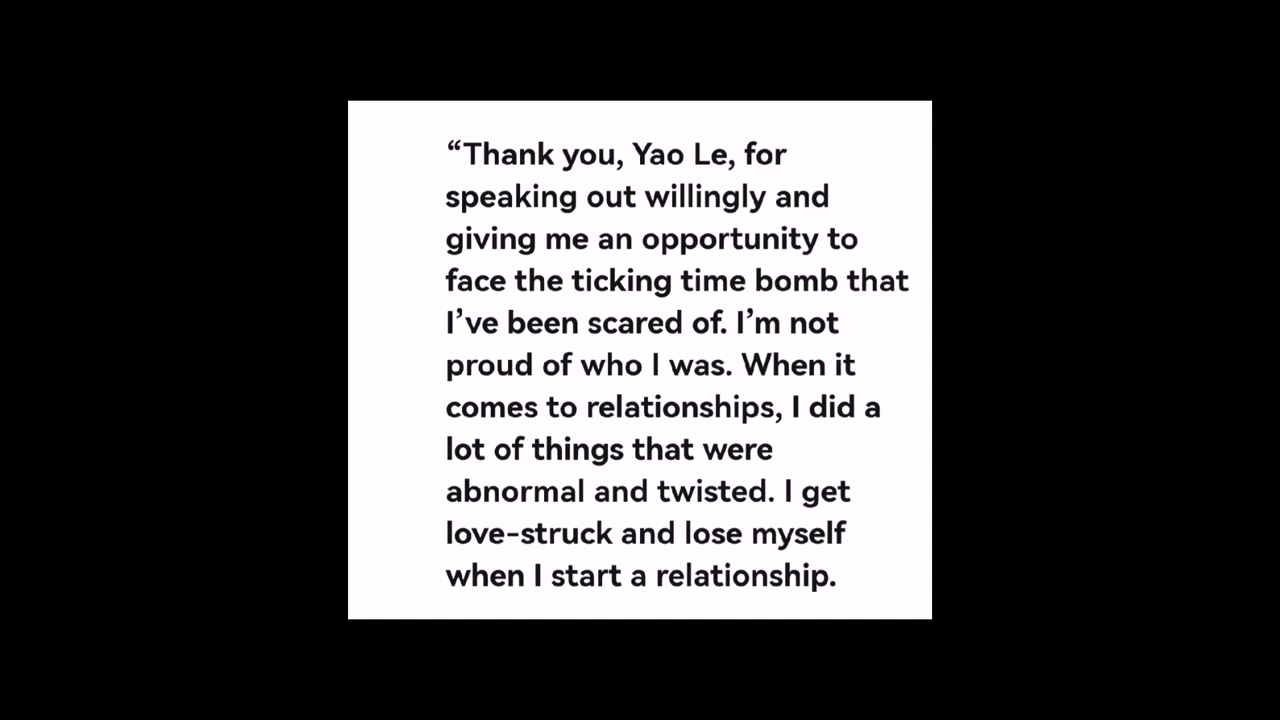 “Thank you, Yao Le, for
speaking out willingly and
giving me an opportunity to
face the ticking time bomb that
I’ve been scared of. I’m not
proud of who I was. When it
comes to relationships, I did a
lot of things that were
abnormal and twisted. I get
love-struck and lose myself
when I start a relationship.